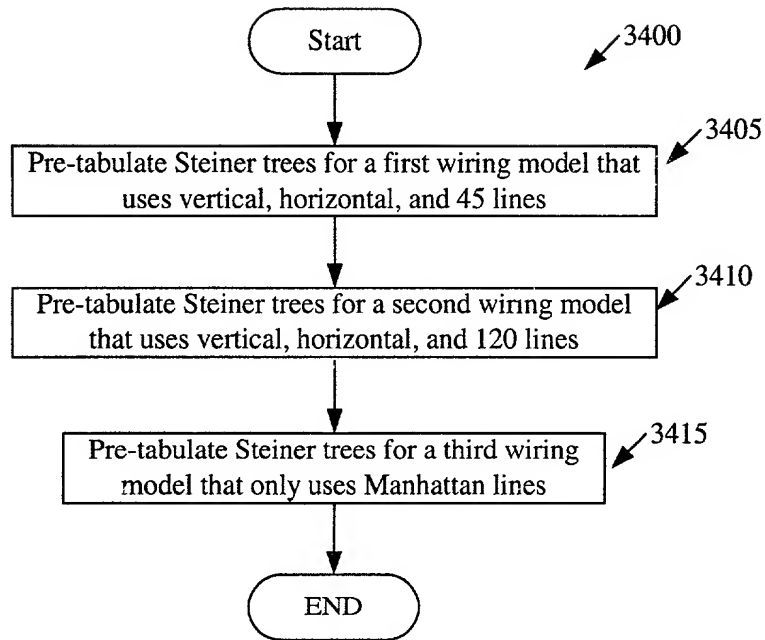 Start
3400
3405
Pre-tabulate Steiner trees for a first wiring model that
uses vertical, horizontal, and 45 lines
3410
Pre-tabulate Steiner trees for a second wiring model
that uses vertical, horizontal, and 120 lines
3415
Pre-tabulate Steiner trees for a third wiring
model that only uses Manhattan lines
END